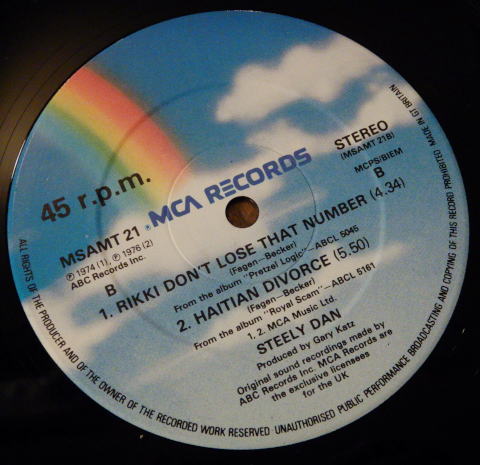 45 r.p.m.
MCA RECORDS
STEREO
(MSAMT 21B)
MSAMT 21
℗ 1974 (1), ℗ 1976 (2)
ABC Records Inc.
MCPS/BIEM
B
B
1. RIKKI DON'T LOSE THAT NUMBER (4.34)
(Fagen—Becker)
From the album "Pretzel Logic"—ABCL 5045
2. HAITIAN DIVORCE (5.50)
(Fagen—Becker)
From the album "Royal Scam"—ABCL 5161
1. 2. MCA Music Ltd.
STEELY DAN
Produced by Gary Katz
Original sound recordings made by
ABC Records Inc. MCA Records are
the exclusive licensees
for the UK
ALL RIGHTS OF THE PRODUCER AND OF THE OWNER OF THE RECORDED WORK RESERVED UNAUTHORISED PUBLIC PERFORMANCE BROADCASTING AND COPYING OF THIS RECORD PROHIBITED MADE IN GT BRITAIN